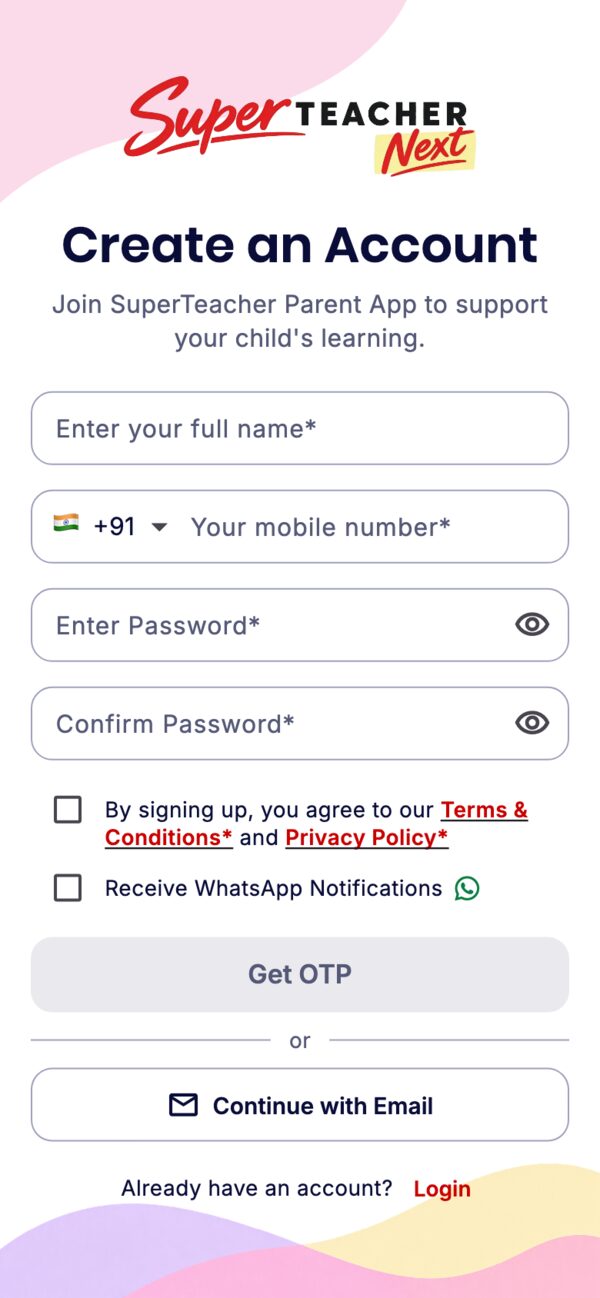 Super TEACHER
Next
Create an Account
Join SuperTeacher Parent App to support
your child's learning.
Enter your full name*
+91 Your mobile number*
Enter Password*
Confirm Password*
By signing up, you agree to our Terms &
Conditions* and Privacy Policy*
Receive WhatsApp Notifications
Get OTP
or
Continue with Email
Already have an account? Login